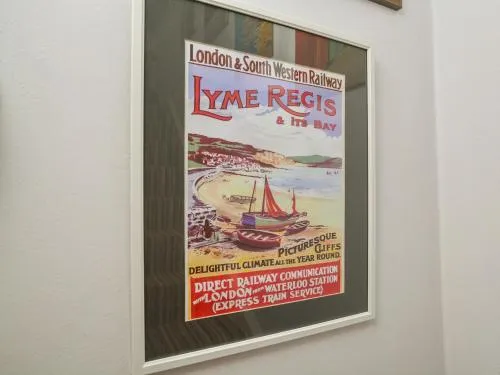 London & South Western Railway
LYME REGIS
& ITS BAY
PICTURESQUE
CLIFFS
DELIGHTFUL CLIMATE ALL THE YEAR ROUND.
DIRECT RAILWAY COMMUNICATION
WITH LONDON FROM WATERLOO STATION
(EXPRESS TRAIN SERVICE)